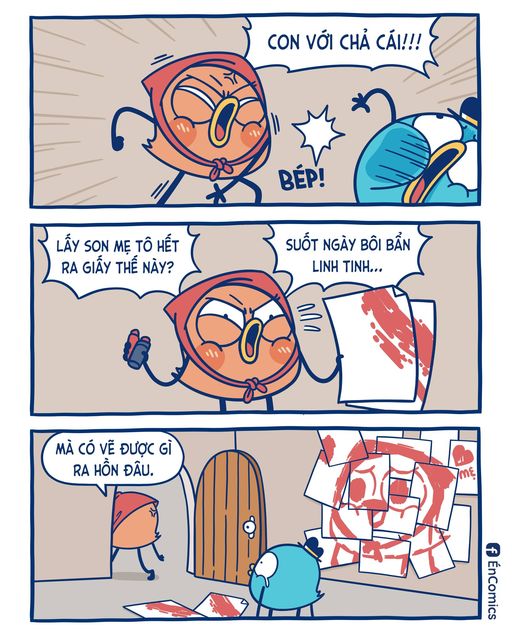 CON VỚI CHẢ CÁI!!!
BÉP!
LẤY SON MẸ TÔ HẾT
RA GIẤY THẾ NÀY?
SUỐT NGÀY BÔI BẨN
LINH TINH...
MÀ CÓ VẼ ĐƯỢC GÌ
RA HỒN ĐÂU.
MẸ
ÉnComics